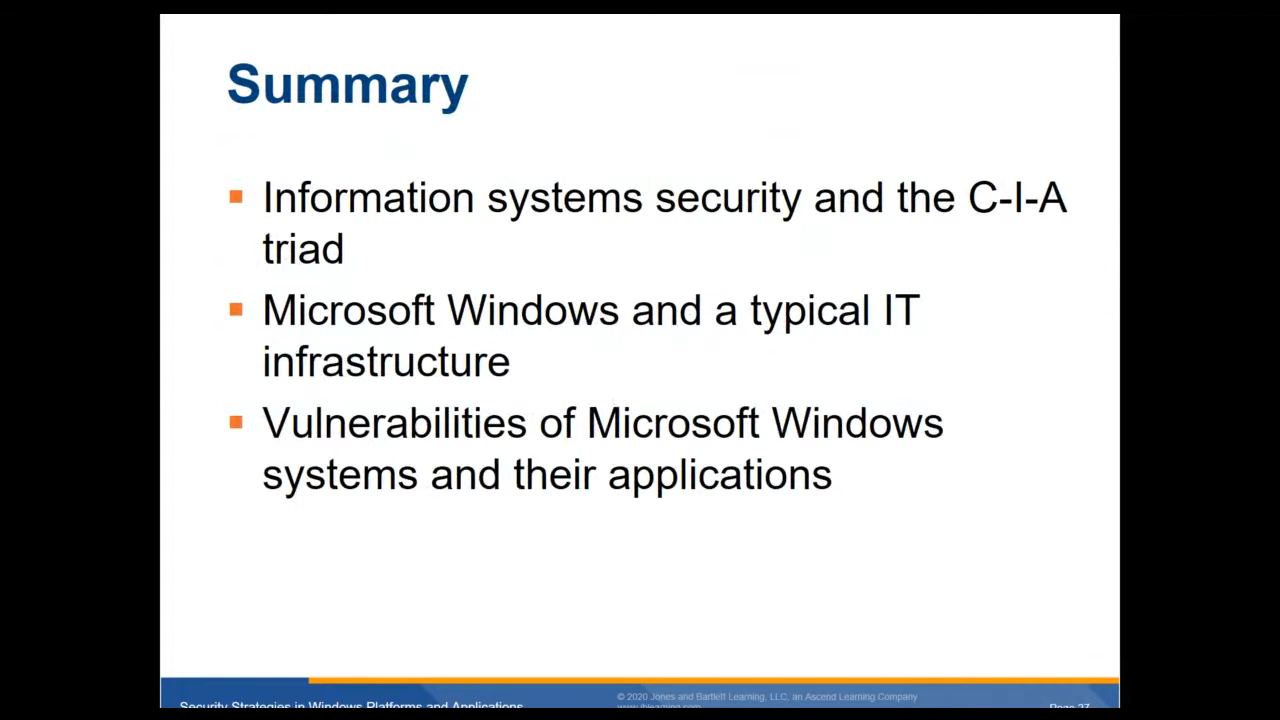 Summary
Information systems security and the C-I-A
triad
Microsoft Windows and a typical IT
infrastructure
Vulnerabilities of Microsoft Windows
systems and their applications
© 2020 Jones and Bartlett Learning, LLC, an Ascend Learning Company
www.jblearning.com
Security Strategies in Windows Platforms and Applications
Page 27